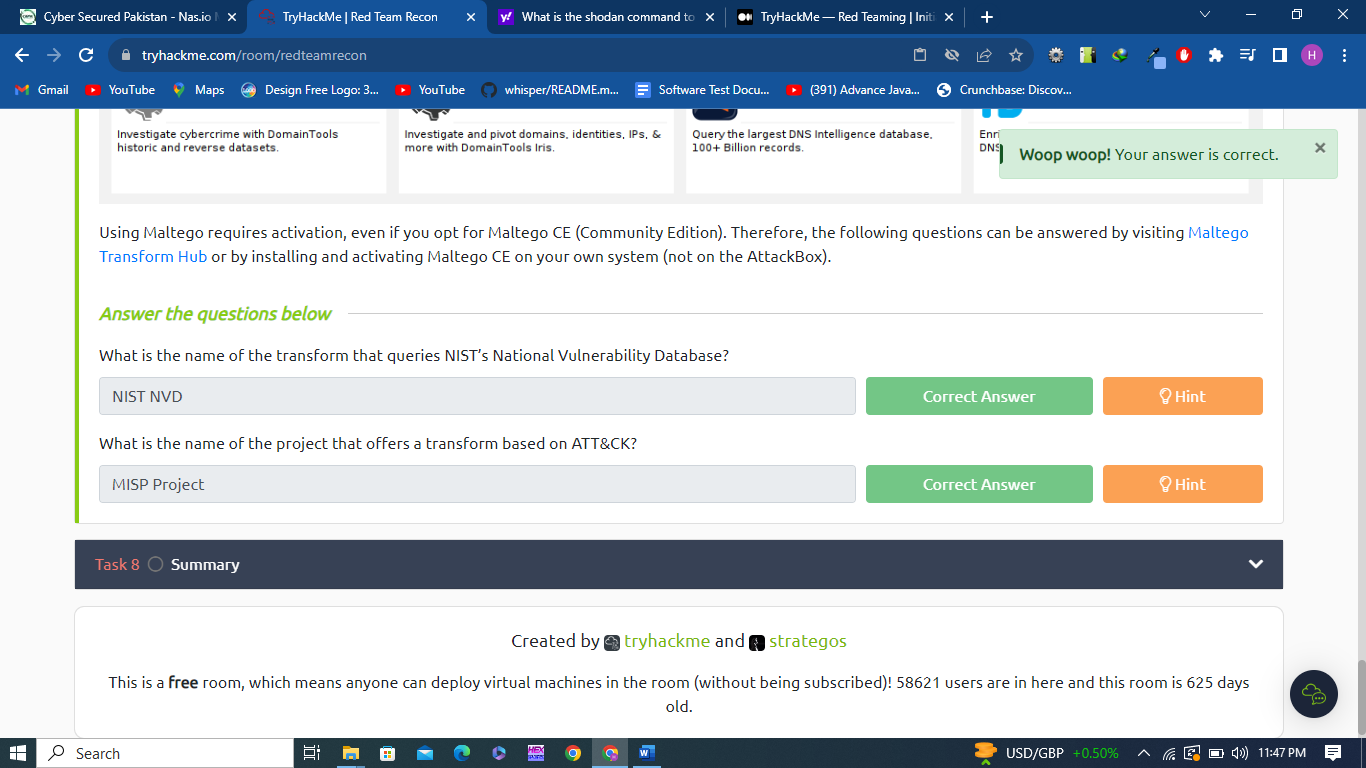 Cyber Secured Pakistan - Nas.io
TryHackMe | Red Team Recon
What is the shodan command to
TryHackMe — Red Teaming | Initi
tryhackme.com/room/redteamrecon
H
Gmail
YouTube
Maps
Design Free Logo: 3...
YouTube
whisper/README.m...
Software Test Docu...
(391) Advance Java...
Crunchbase: Discov...
Investigate cybercrime with DomainTools
historic and reverse datasets.
Investigate and pivot domains, identities, IPs, &
more with DomainTools Iris.
Query the largest DNS Intelligence database,
100+ Billion records.
DNS
Woop woop! Your answer is correct.
Using Maltego requires activation, even if you opt for Maltego CE (Community Edition). Therefore, the following questions can be answered by visiting Maltego
Transform Hub or by installing and activating Maltego CE on your own system (not on the AttackBox).
Answer the questions below
What is the name of the transform that queries NIST’s National Vulnerability Database?
NIST NVD
Correct Answer
Hint
What is the name of the project that offers a transform based on ATT&CK?
MISP Project
Correct Answer
Hint
Task 8 Summary
Created by tryhackme and strategos
This is a free room, which means anyone can deploy virtual machines in the room (without being subscribed)! 58621 users are in here and this room is 625 days
old.
Search
USD/GBP +0.50%
11:47 PM